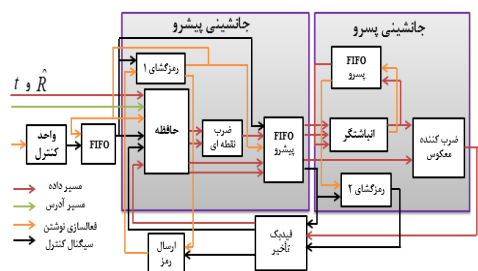 جانشینی پیشرو
جانشینی پسرو
رمزگشای ۱
FIFO
پسرو
t و R̂
حافظه
ضرب
نقطه ای
FIFO
پیشرو
انباشتگر
ضرب کننده
معکوس
واحد
کنترل
FIFO
رمزگشای ۲
مسیر داده
مسیر آدرس
فعالسازی نوشتن
سیگنال کنترل
ارسال
رمز
فیدبک
تأخیر